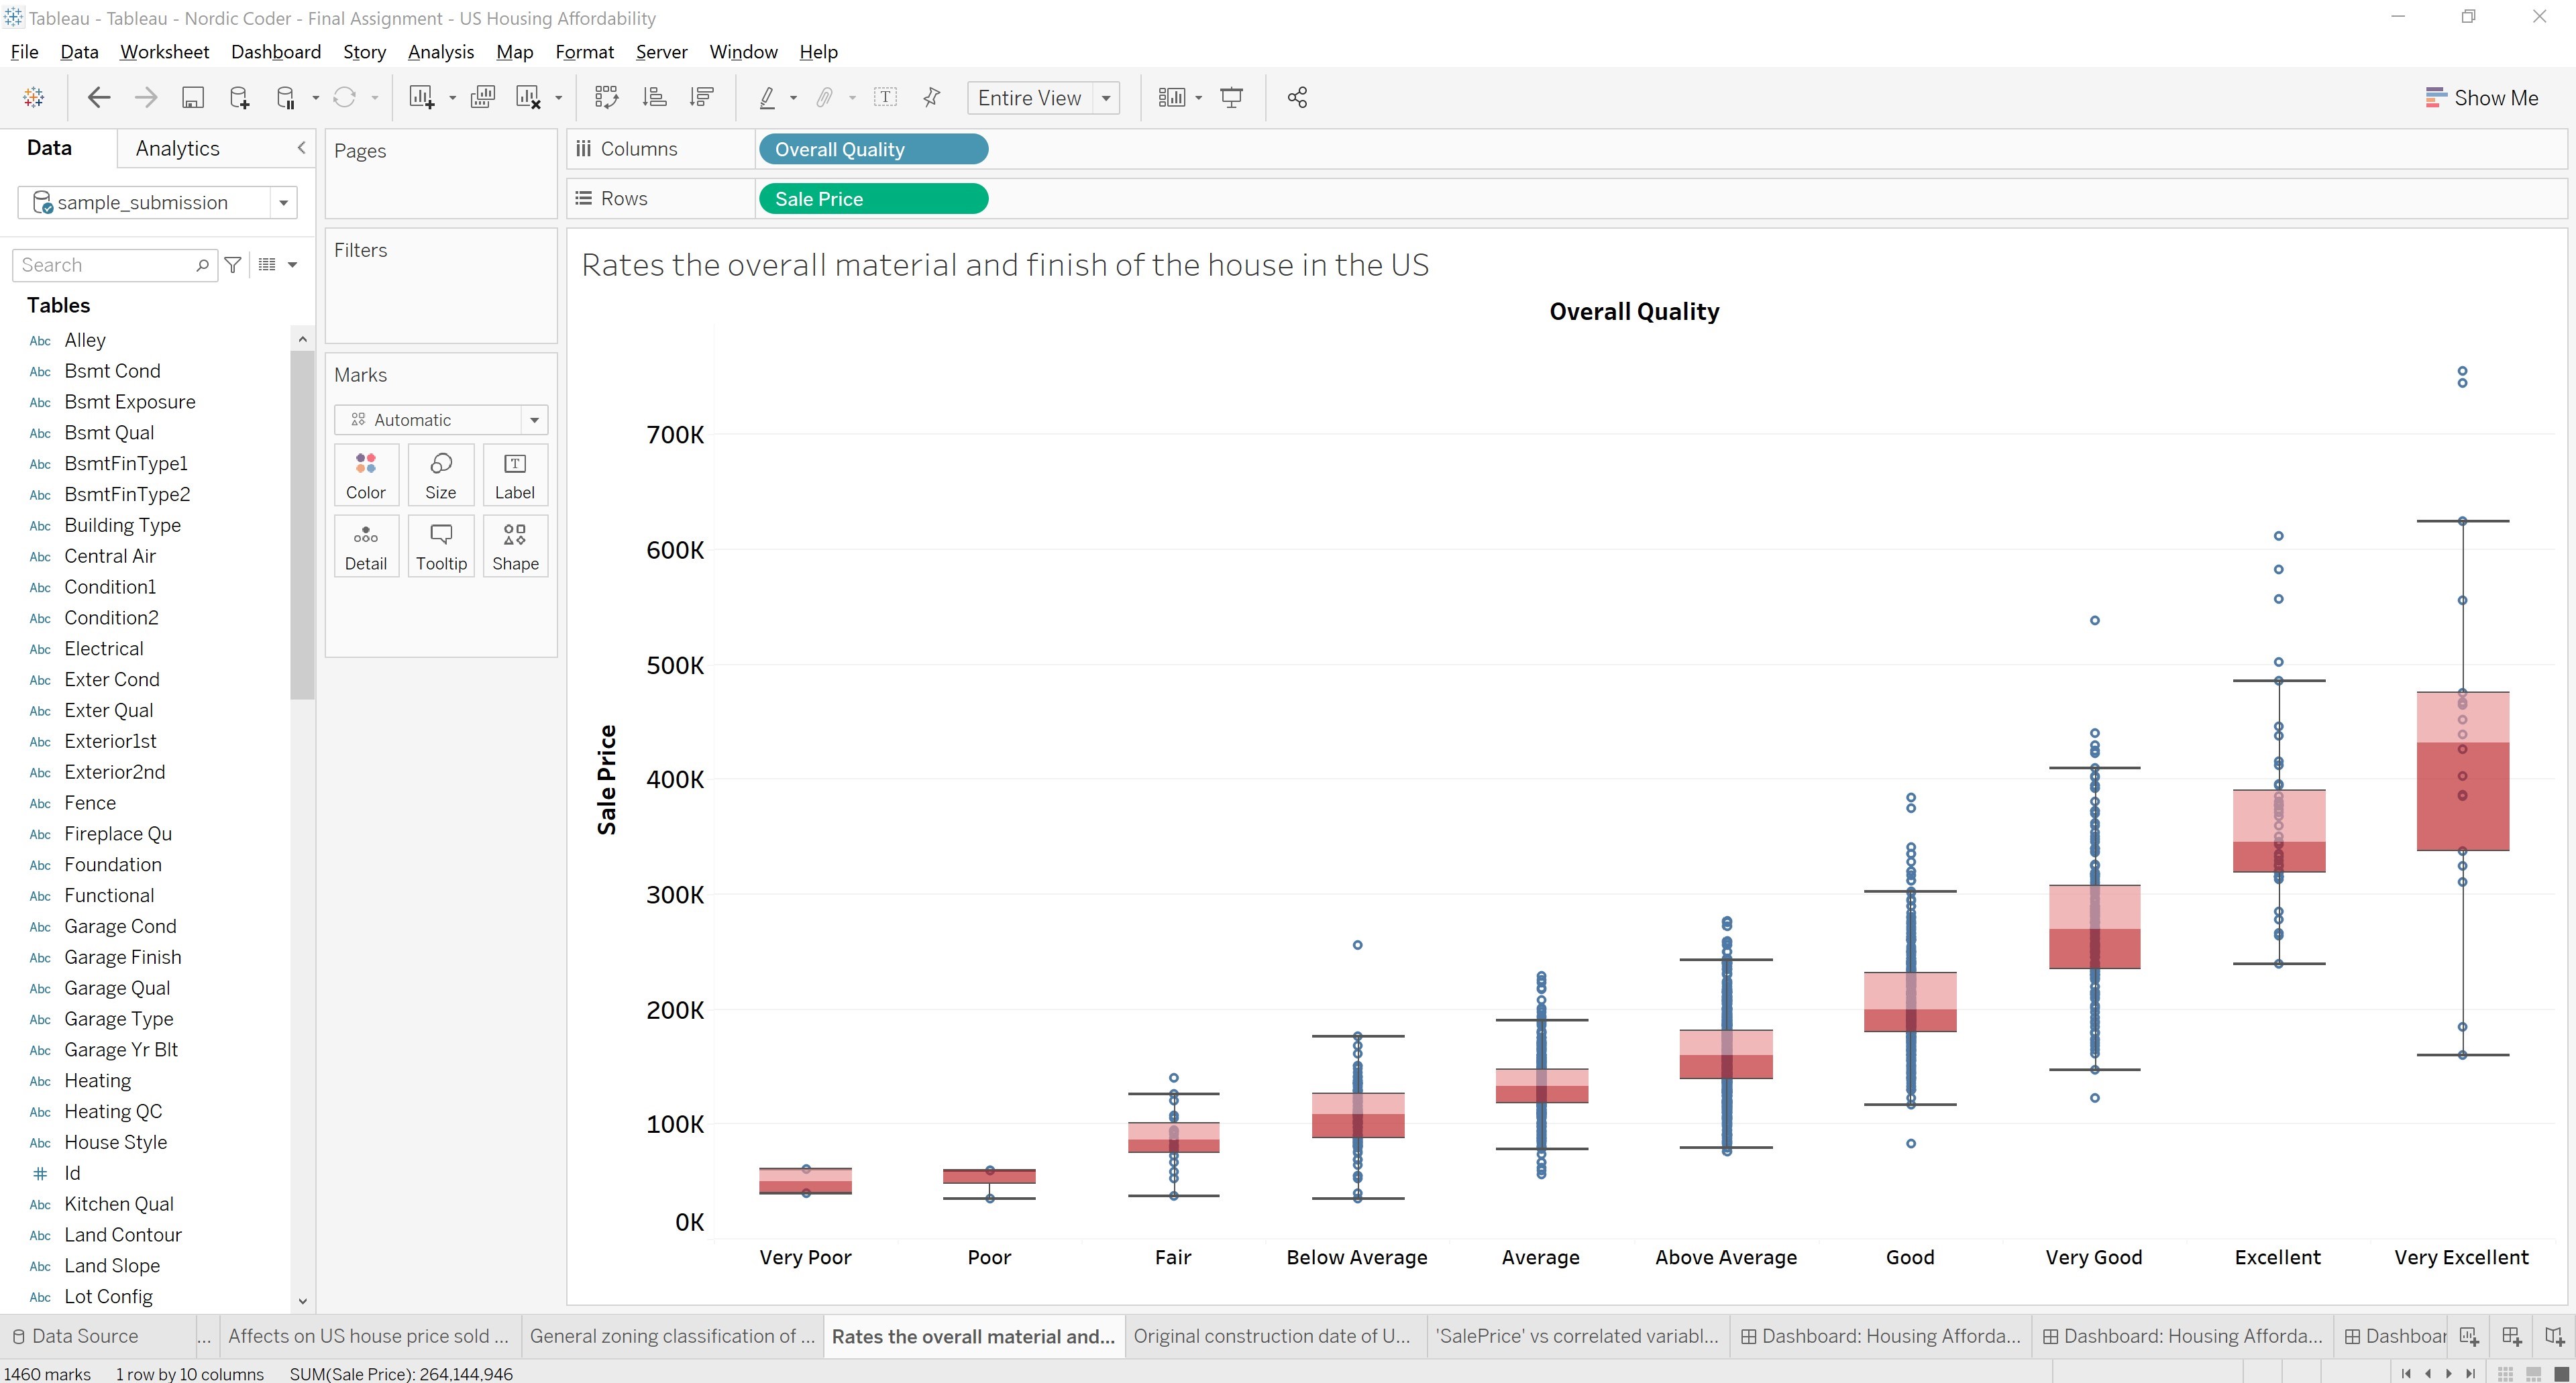 Tableau - Tableau - Nordic Coder - Final Assignment - US Housing Affordability
File Data Worksheet Dashboard Story Analysis Map Format Server Window Help
Entire View
Show Me
Data Analytics
sample_submission
Search
Tables
Abc Alley
Abc Bsmt Cond
Abc Bsmt Exposure
Abc Bsmt Qual
Abc BsmtFinType1
Abc BsmtFinType2
Abc Building Type
Abc Central Air
Abc Condition1
Abc Condition2
Abc Electrical
Abc Exter Cond
Abc Exter Qual
Abc Exterior1st
Abc Exterior2nd
Abc Fence
Abc Fireplace Qu
Abc Foundation
Abc Functional
Abc Garage Cond
Abc Garage Finish
Abc Garage Qual
Abc Garage Type
Abc Garage Yr Blt
Abc Heating
Abc Heating QC
Abc House Style
# Id
Abc Kitchen Qual
Abc Land Contour
Abc Land Slope
Abc Lot Config
Pages
Filters
Marks
Automatic
Color Size Label
Detail Tooltip Shape
Columns Overall Quality
Rows Sale Price
Rates the overall material and finish of the house in the US
Overall Quality
Sale Price
700K
600K
500K
400K
300K
200K
100K
0K
Very Poor Poor Fair Below Average Average Above Average Good Very Good Excellent Very Excellent
Data Source ... Affects on US house price sold ... General zoning classification of ... Rates the overall material and... Original construction date of U... 'SalePrice' vs correlated variabl... Dashboard: Housing Afforda... Dashboard: Housing Afforda... Dashboar
1460 marks 1 row by 10 columns SUM(Sale Price): 264,144,946